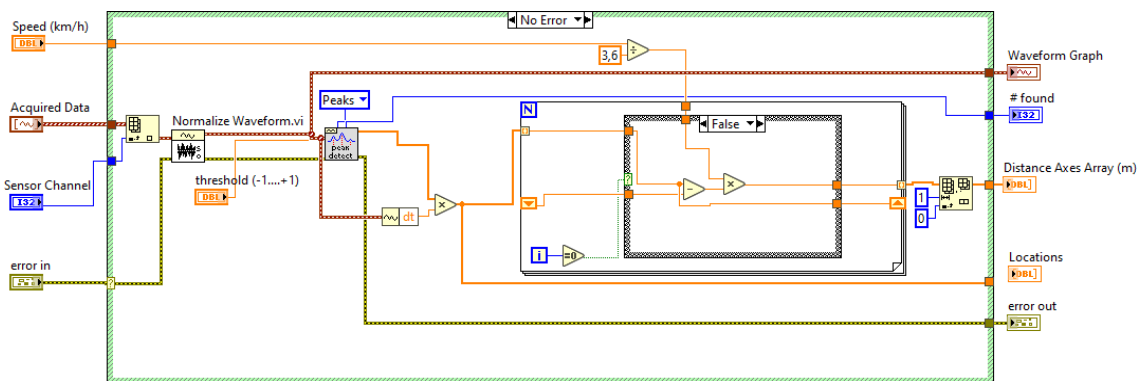 No Error
Speed (km/h)
DBL
3,6
÷
Waveform Graph
Peaks
N
# found
I32
Acquired Data
Normalize Waveform.vi
False
peak
detect
Sensor Channel
I32
threshold (-1....+1)
DBL
dt
×
?
-
×
Distance Axes Array (m)
DBL]
1
0
i
=0
error in
?
Locations
DBL]
error out